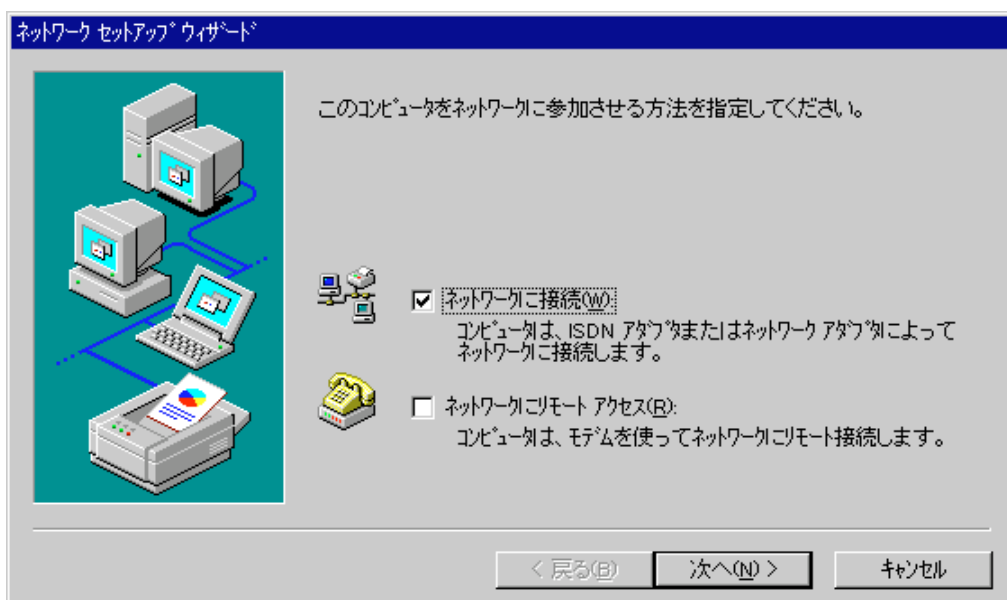 ネットワーク セットアップ ウィザード
このコンピュータをネットワークに参加させる方法を指定してください。
ネットワークに接続(W):
コンピュータは、ISDN アダプタまたはネットワーク アダプタによって
ネットワークに接続します。
ネットワークにリモート アクセス(R):
コンピュータは、モデムを使ってネットワークにリモート接続します。
< 戻る(B)
次へ(N) >
キャンセル